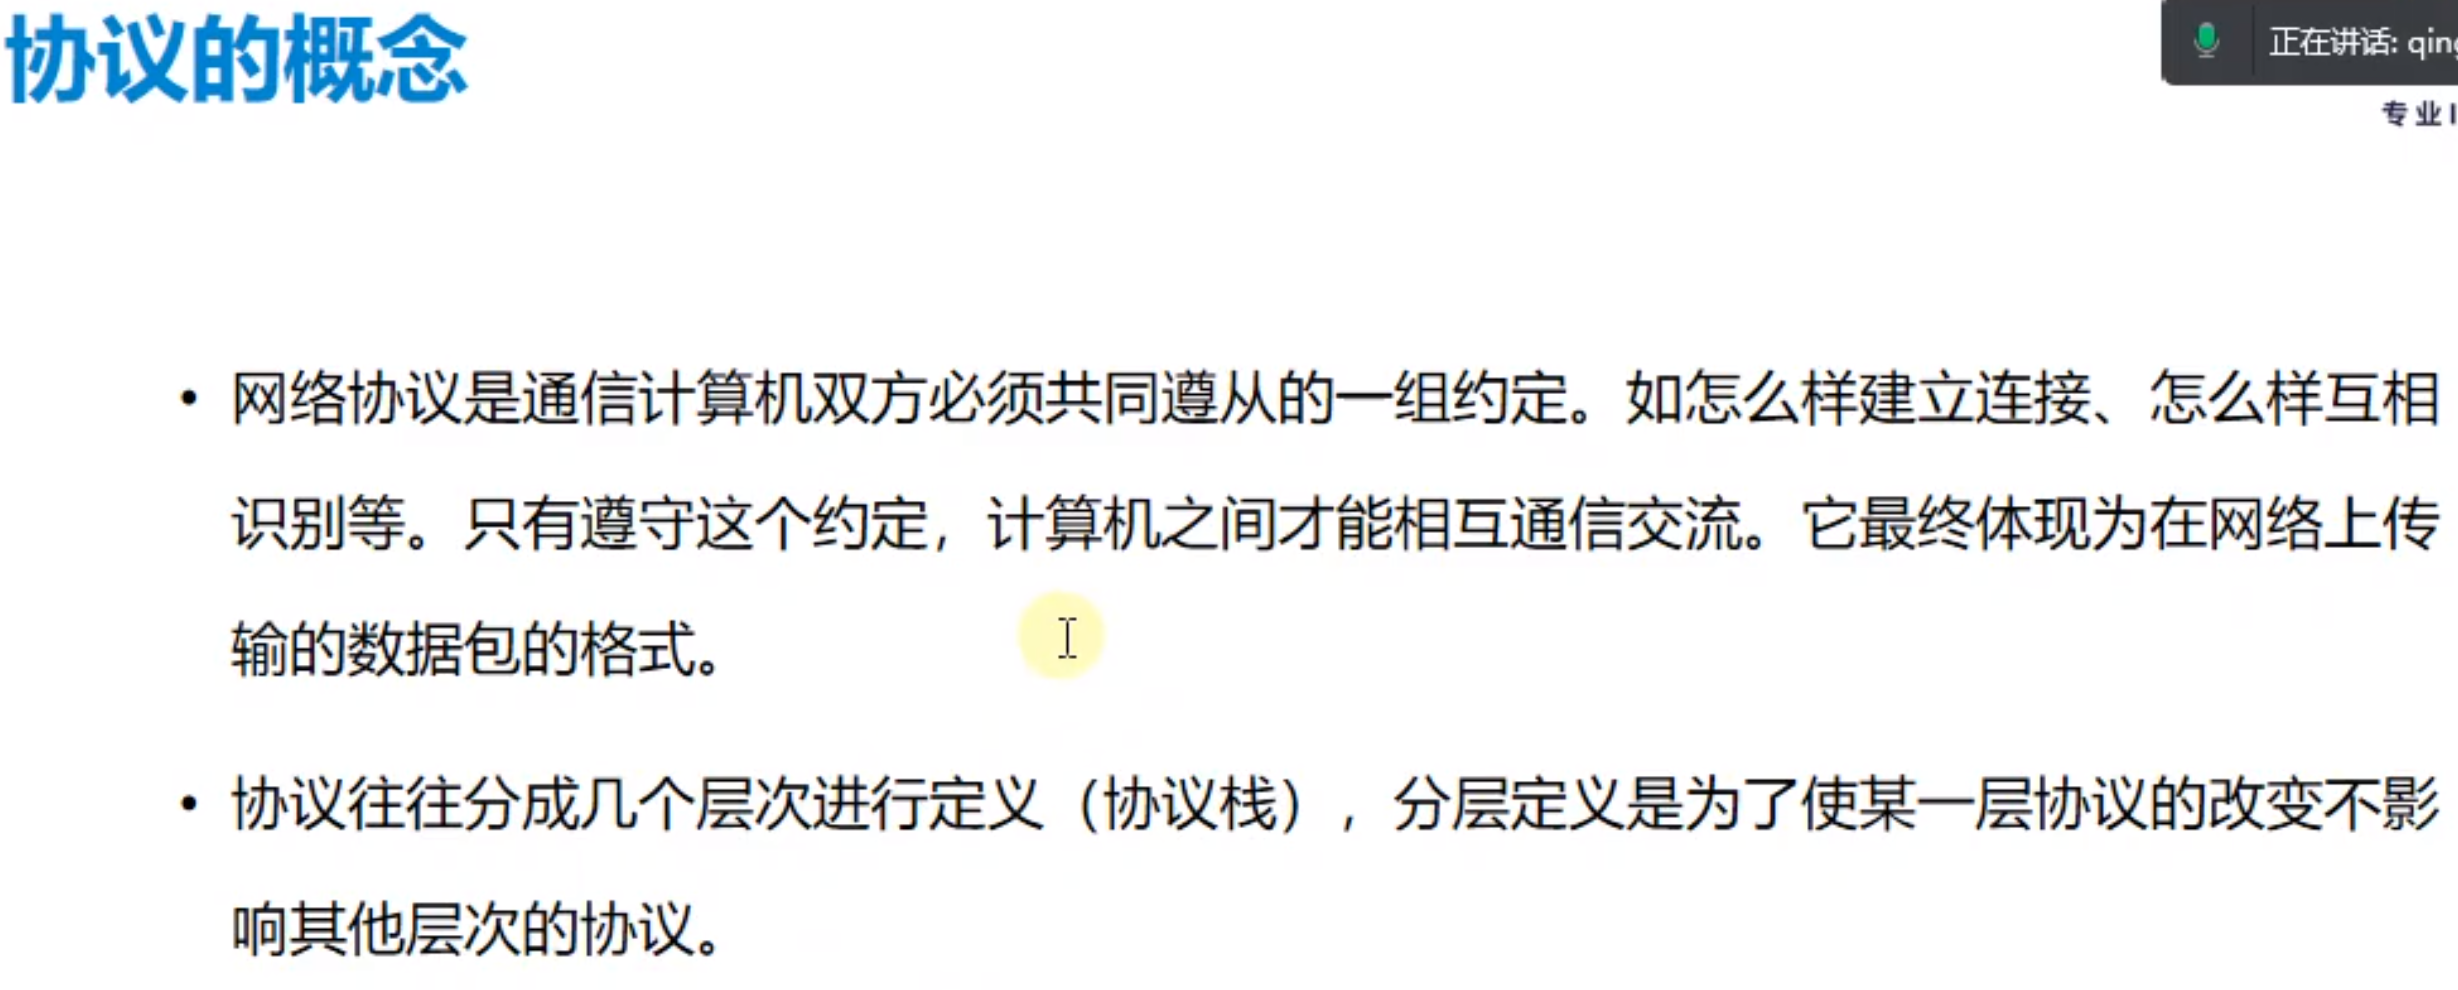 协议的概念
正在讲话: qing
专业I
• 网络协议是通信计算机双方必须共同遵从的一组约定。如怎么样建立连接、怎么样互相
识别等。只有遵守这个约定，计算机之间才能相互通信交流。它最终体现为在网络上传
输的数据包的格式。
• 协议往往分成几个层次进行定义（协议栈），分层定义是为了使某一层协议的改变不影
响其他层次的协议。